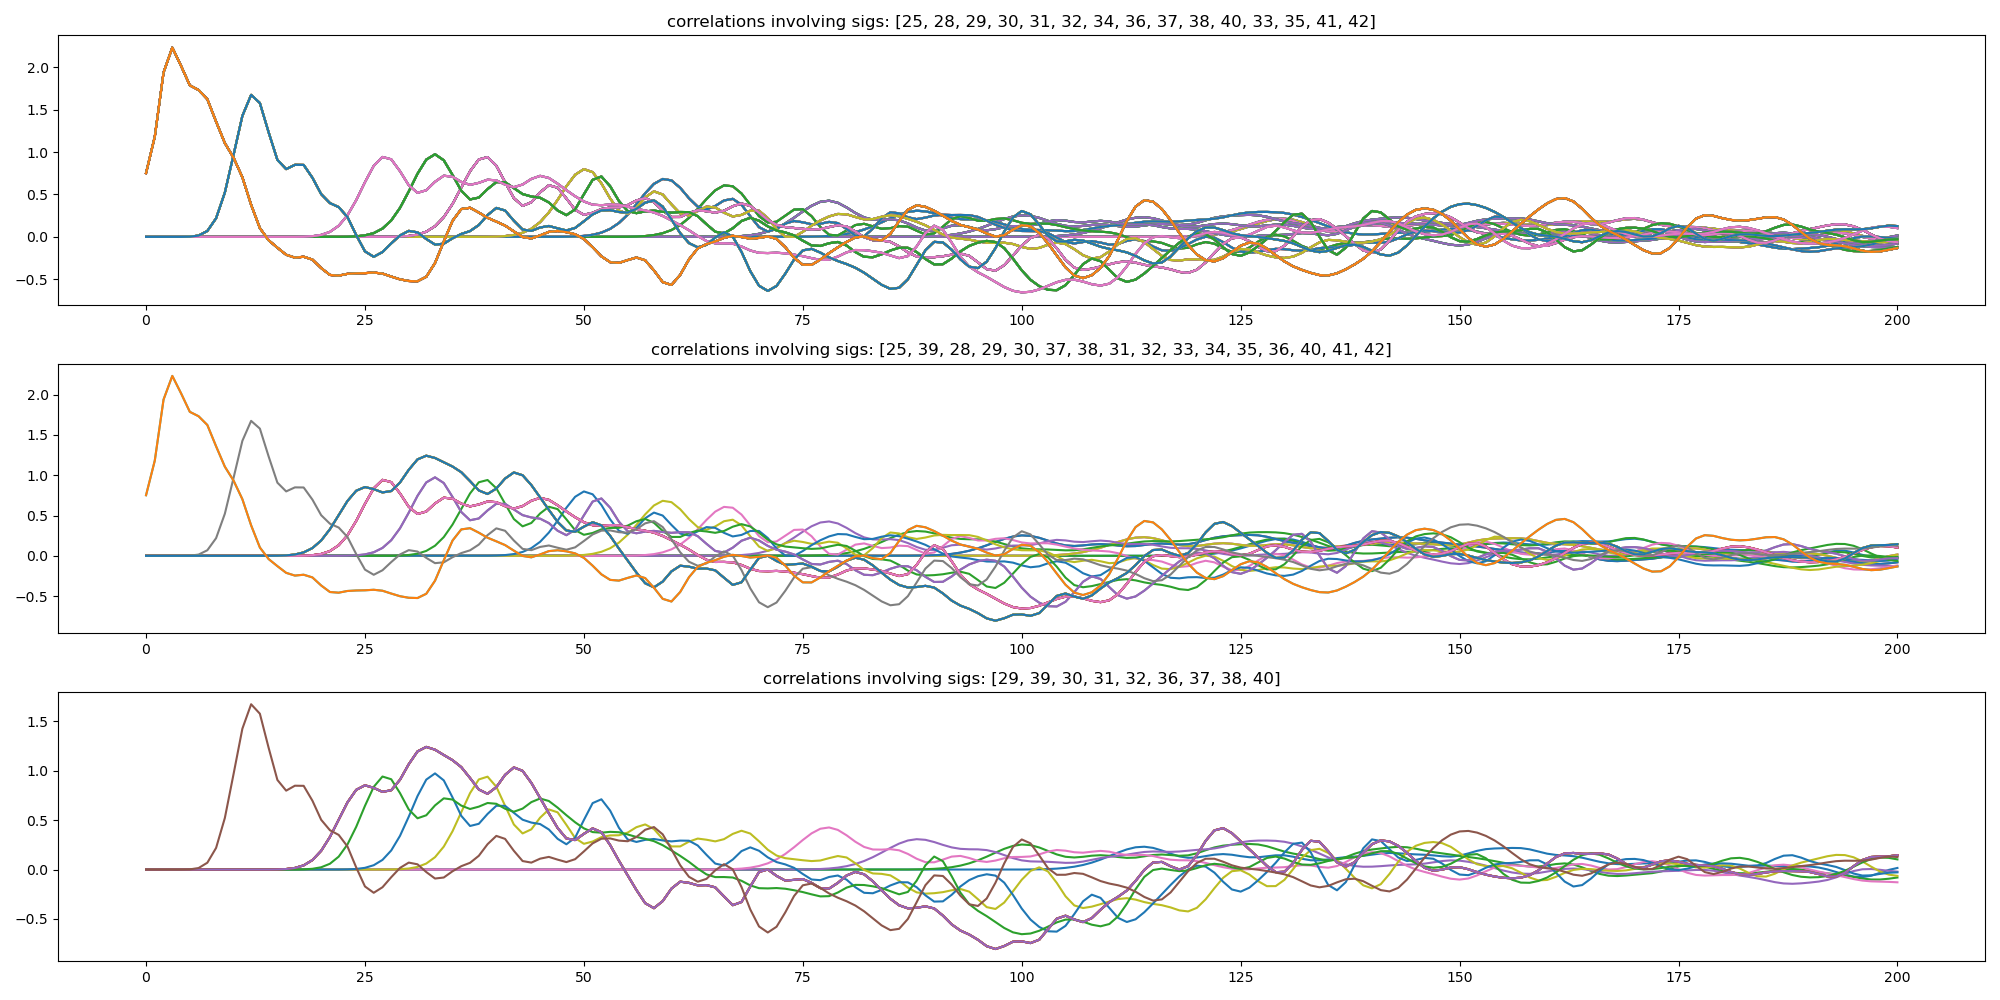 correlations involving sigs: [25, 28, 29, 30, 31, 32, 34, 36, 37, 38, 40, 33, 35, 41, 42]
2.0
1.5
1.0
0.5
0.0
−0.5
0 25 50 75 100 125 150 175 200
correlations involving sigs: [25, 39, 28, 29, 30, 37, 38, 31, 32, 33, 34, 35, 36, 40, 41, 42]
2.0
1.5
1.0
0.5
0.0
−0.5
0 25 50 75 100 125 150 175 200
correlations involving sigs: [29, 39, 30, 31, 32, 36, 37, 38, 40]
1.5
1.0
0.5
0.0
−0.5
0 25 50 75 100 125 150 175 200